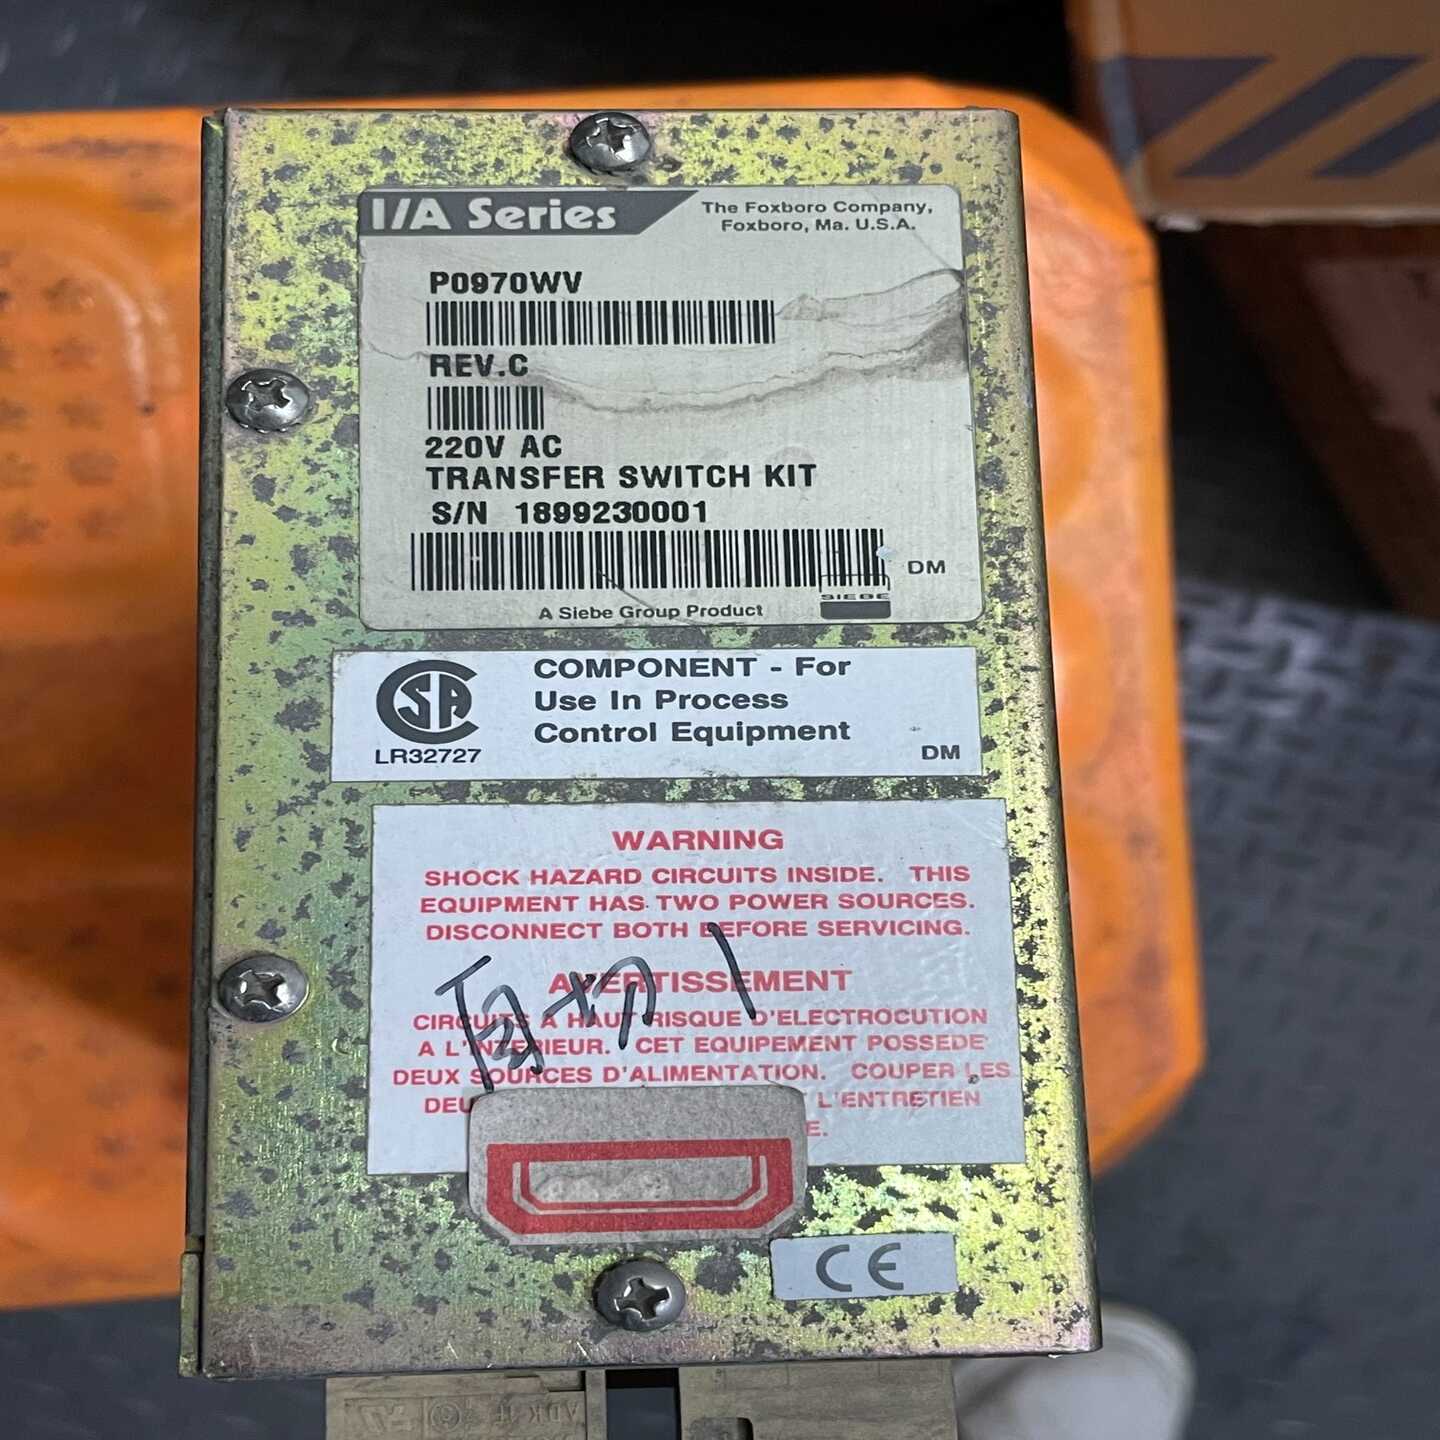 I/A Series
The Foxboro Company,
Foxboro, Ma. U.S.A.
P0970WV
REV.C
220V AC
TRANSFER SWITCH KIT
S/N 1899230001
DM
SIEBE
A Siebe Group Product
CSA
LR32727
COMPONENT - For
Use In Process
Control Equipment
DM
WARNING
SHOCK HAZARD CIRCUITS INSIDE. THIS
EQUIPMENT HAS TWO POWER SOURCES.
DISCONNECT BOTH BEFORE SERVICING.
AVERTISSEMENT
CIRCUITS A HAUT RISQUE D'ELECTROCUTION
A L'INTERIEUR. CET EQUIPEMENT POSSEDE
DEUX SOURCES D'ALIMENTATION. COUPER LES
L'ENTRETIEN
CE